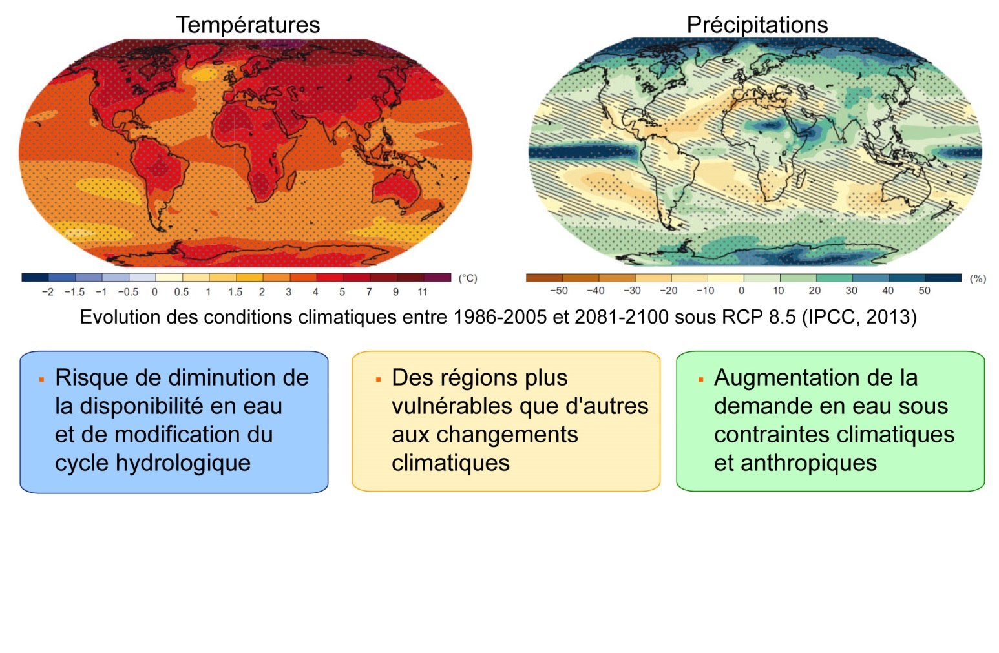 Températures
Précipitations
(°C)
−2 −1.5 −1 −0.5 0 0.5 1 1.5 2 3 4 5 7 9 11
(%)
−50 −40 −30 −20 −10 0 10 20 30 40 50
Evolution des conditions climatiques entre 1986-2005 et 2081-2100 sous RCP 8.5 (IPCC, 2013)
▪ Risque de diminution de
la disponibilité en eau
et de modification du
cycle hydrologique
▪ Des régions plus
vulnérables que d'autres
aux changements
climatiques
▪ Augmentation de la
demande en eau sous
contraintes climatiques
et anthropiques